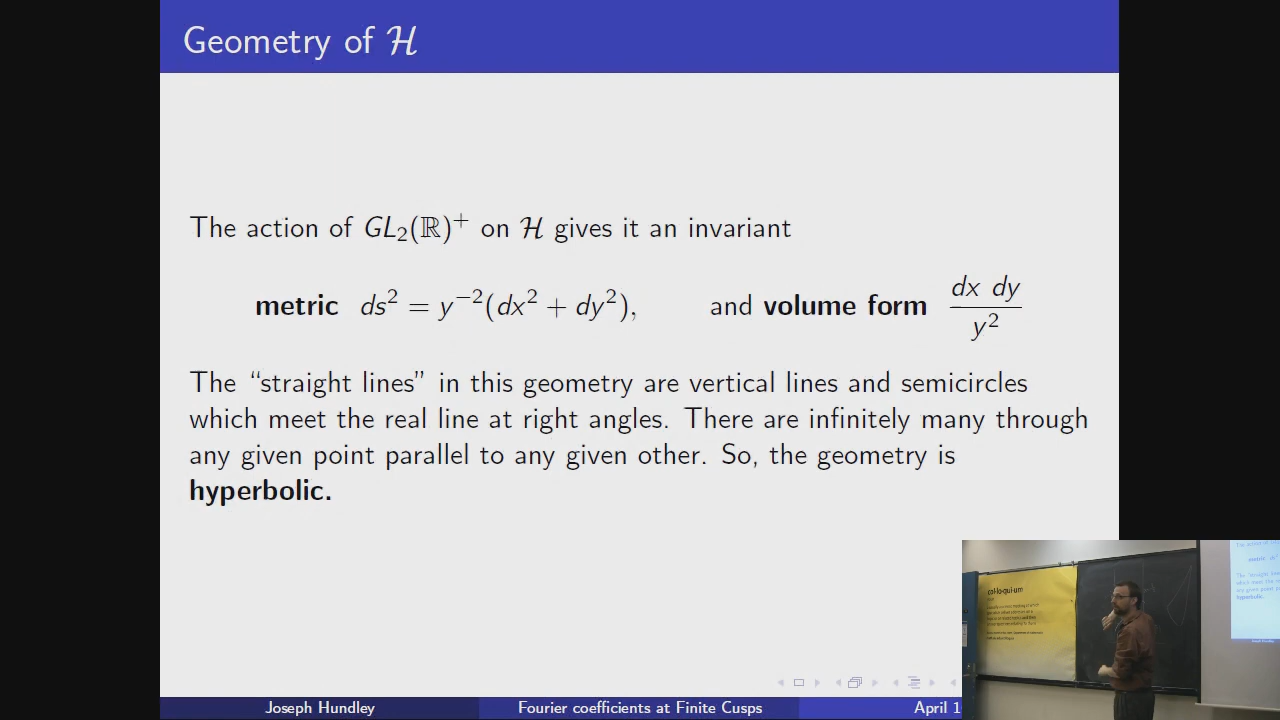 Geometry of ℋ
The action of GL₂(ℝ)⁺ on ℋ gives it an invariant
metric ds² = y⁻²(dx² + dy²), and volume form dx dy / y²
The “straight lines” in this geometry are vertical lines and semicircles
which meet the real line at right angles. There are infinitely many through
any given point parallel to any given other. So, the geometry is
hyperbolic.
col·lo·qui·um
Joseph Hundley
Fourier coefficients at Finite Cusps
April 1